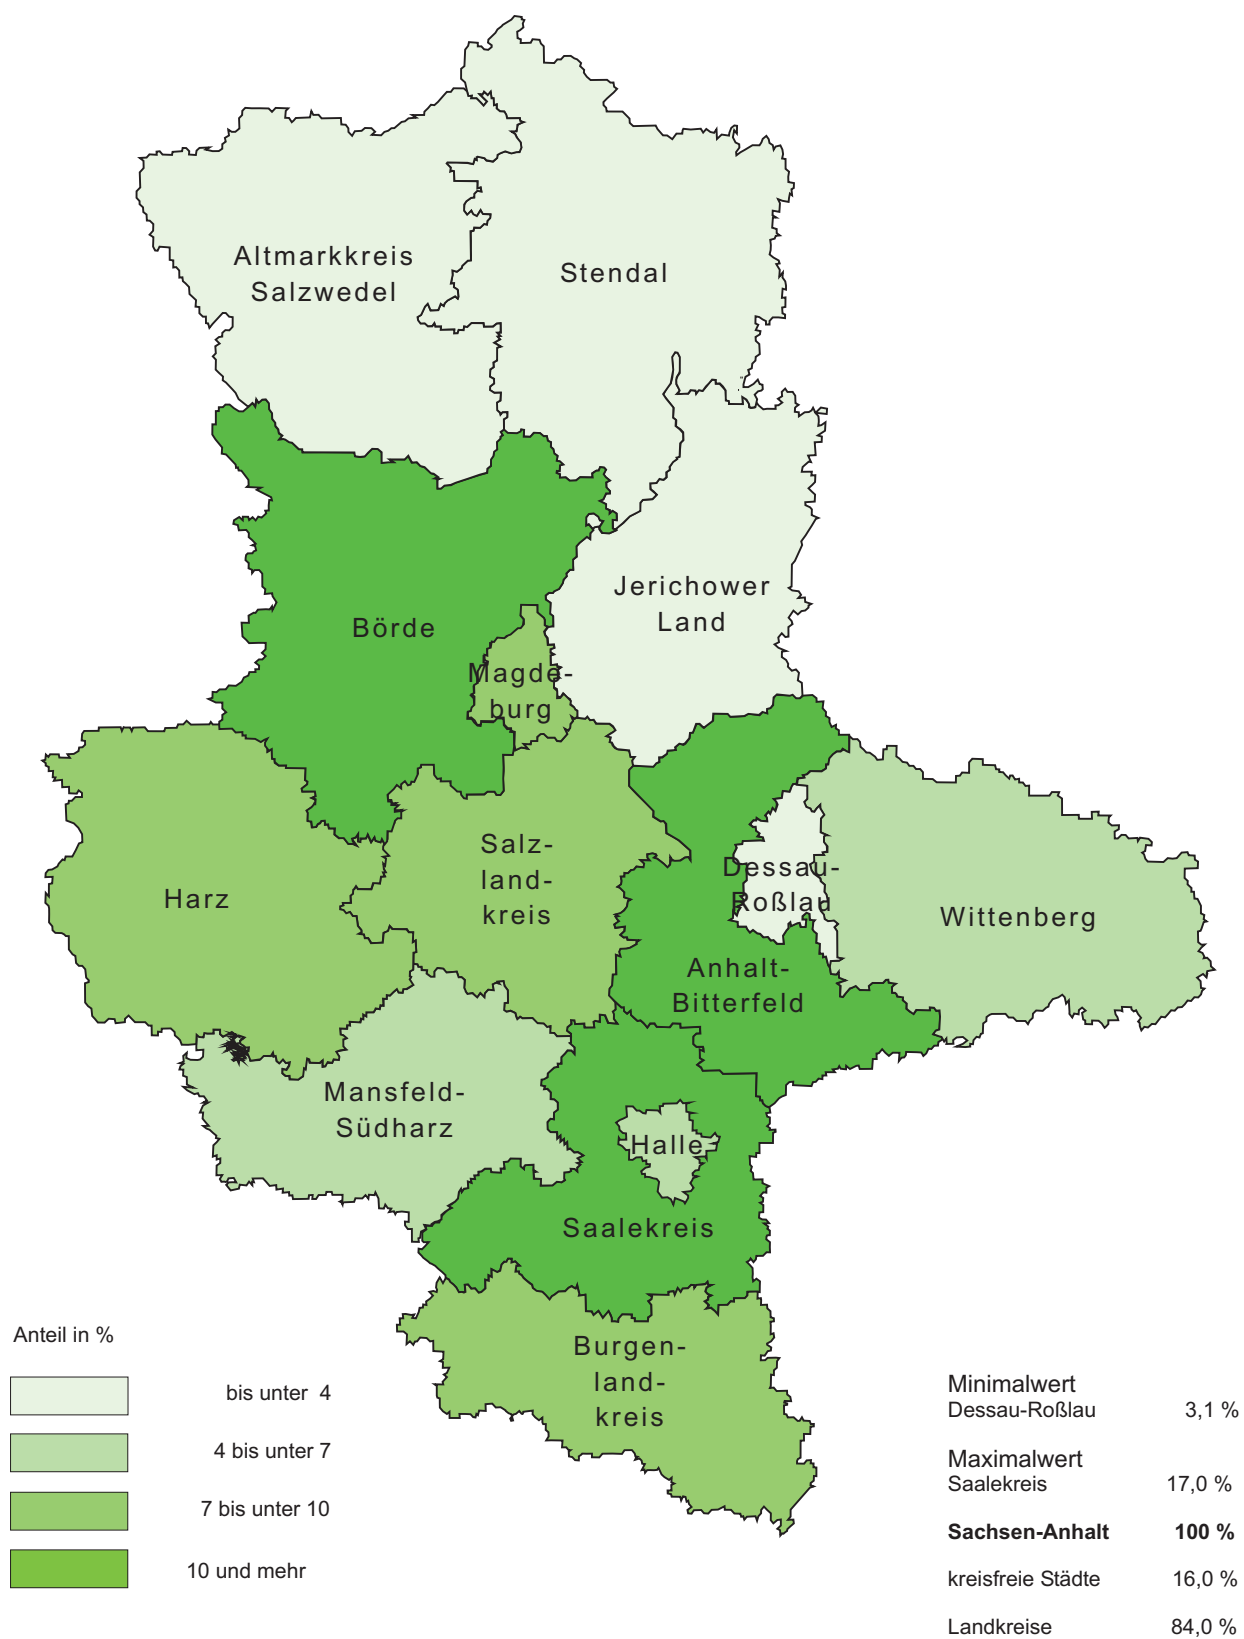 Altmarkkreis
Salzwedel
Stendal
Jerichower
Land
Börde
Magde-
burg
Salz-
land-
kreis
Harz
Dessau-
Roßlau
Wittenberg
Anhalt-
Bitterfeld
Mansfeld-
Südharz
Halle
Saalekreis
Burgen-
land-
kreis
Anteil in %
bis unter 4
4 bis unter 7
7 bis unter 10
10 und mehr
Minimalwert
Dessau-Roßlau 3,1 %
Maximalwert
Saalekreis 17,0 %
Sachsen-Anhalt 100 %
kreisfreie Städte 16,0 %
Landkreise 84,0 %